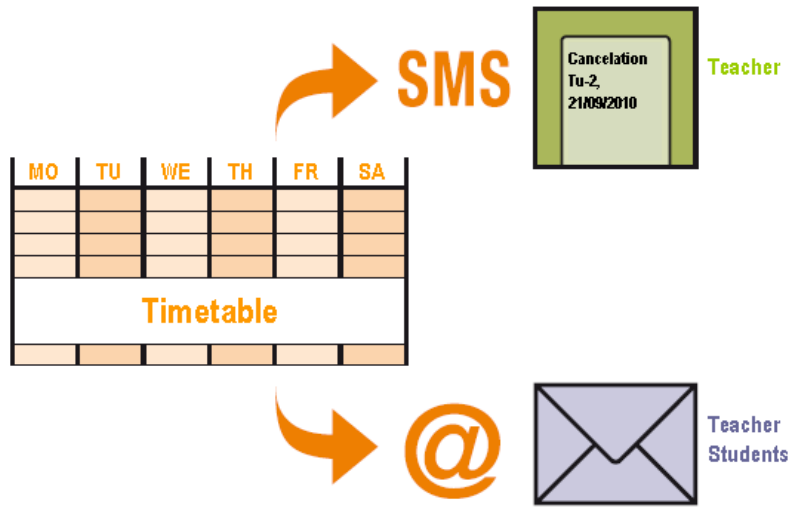 SMS
Cancelation
Tu-2,
21/09/2010
Teacher
MO TU WE TH FR SA
Timetable
@
Teacher
Students